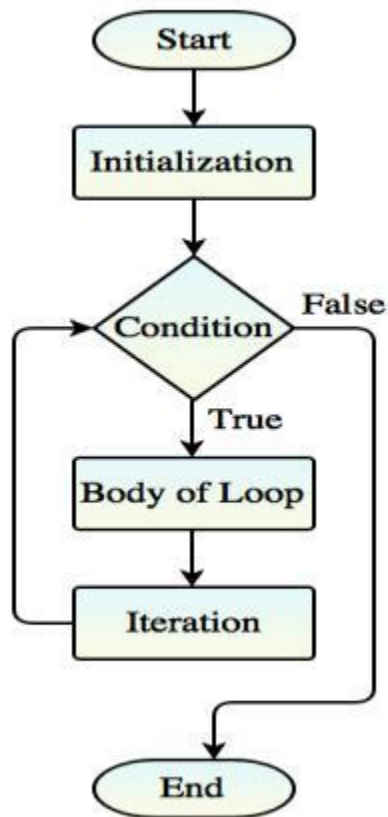 Start
Initialization
False
Condition
True
Body of Loop
Iteration
End